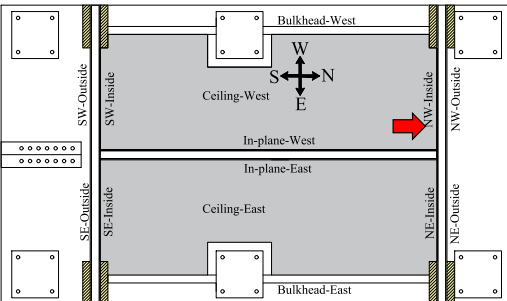 Bulkhead-West
W
S
N
E
SW-Outside
SW-Inside
Ceiling-West
NW-Inside
NW-Outside
In-plane-West
In-plane-East
SE-Outside
SE-Inside
Ceiling-East
NE-Inside
NE-Outside
Bulkhead-East